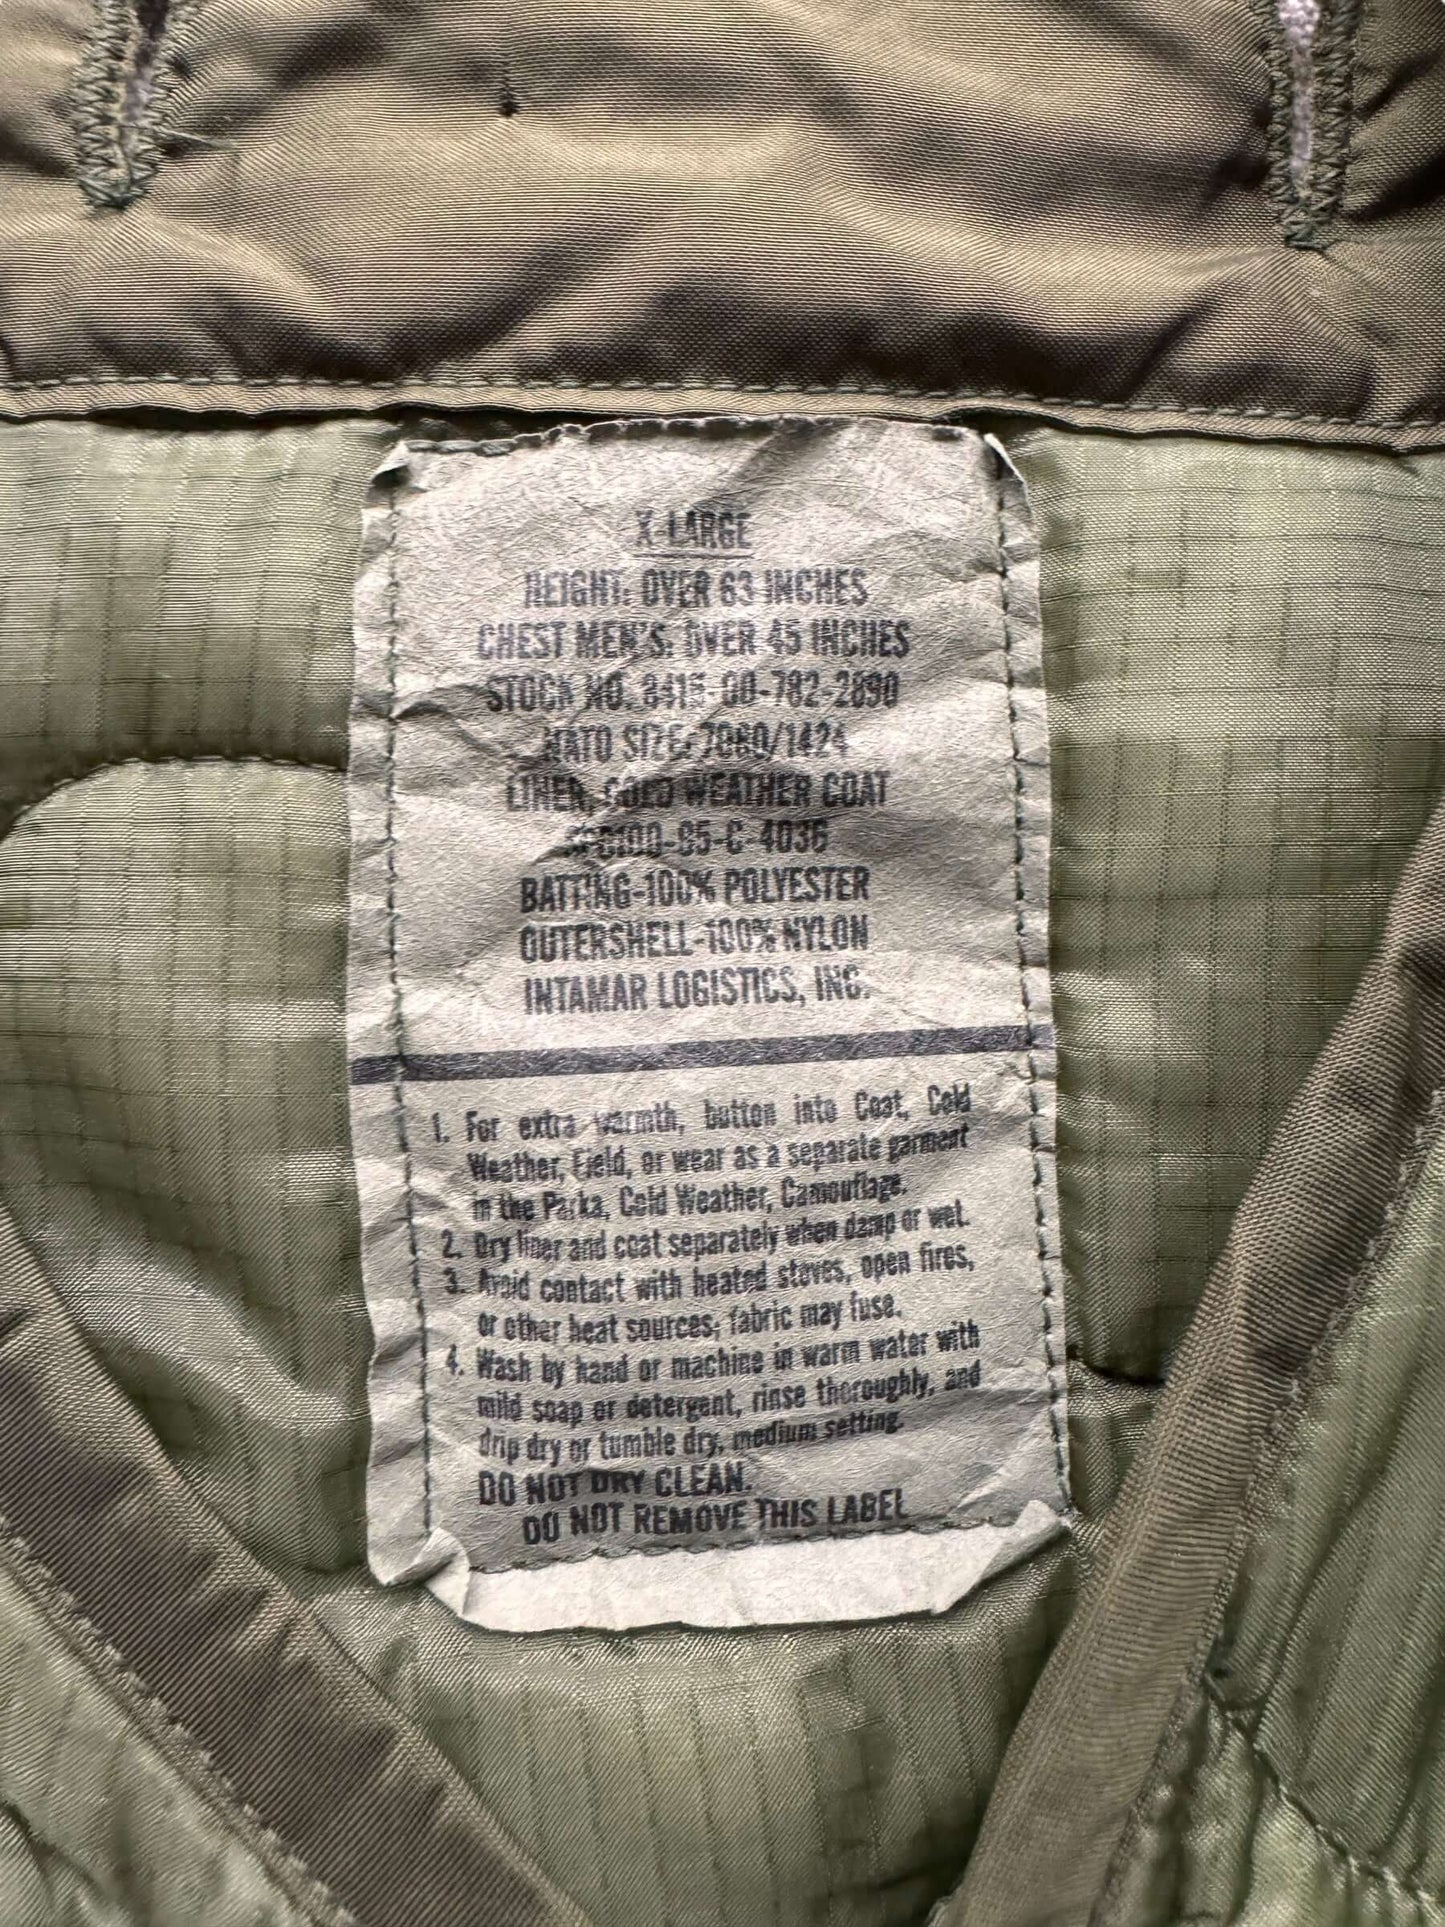 X-LARGE
HEIGHT: OVER 63 INCHES
CHEST MEN'S: OVER 45 INCHES
STOCK NO. 8415-00-782-2890
NATO SIZE: 7080/1424
LINER, COLD WEATHER COAT
100-85-C-4036
BATTING-100% POLYESTER
OUTERSHELL-100% NYLON
INTAMAR LOGISTICS, INC.
1. For extra warmth, button into Coat, Cold
Weather, Field, or wear as a separate garment
in the Parka, Cold Weather, Camouflage.
2. Dry liner and coat separately when damp or wet.
3. Avoid contact with heated stoves, open fires,
or other heat sources; fabric may fuse.
4. Wash by hand or machine in warm water with
mild soap or detergent, rinse thoroughly, and
drip dry or tumble dry, medium setting.
DO NOT DRY CLEAN.
DO NOT REMOVE THIS LABEL